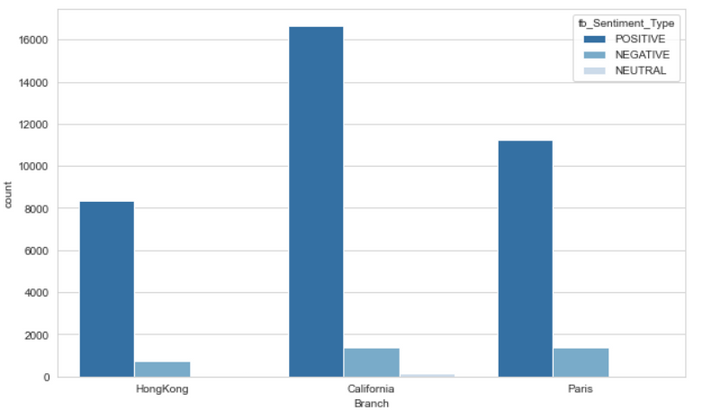 fb_Sentiment_Type
POSITIVE
NEGATIVE
NEUTRAL
16000
14000
12000
10000
8000
6000
4000
2000
0
count
HongKong California Paris
Branch